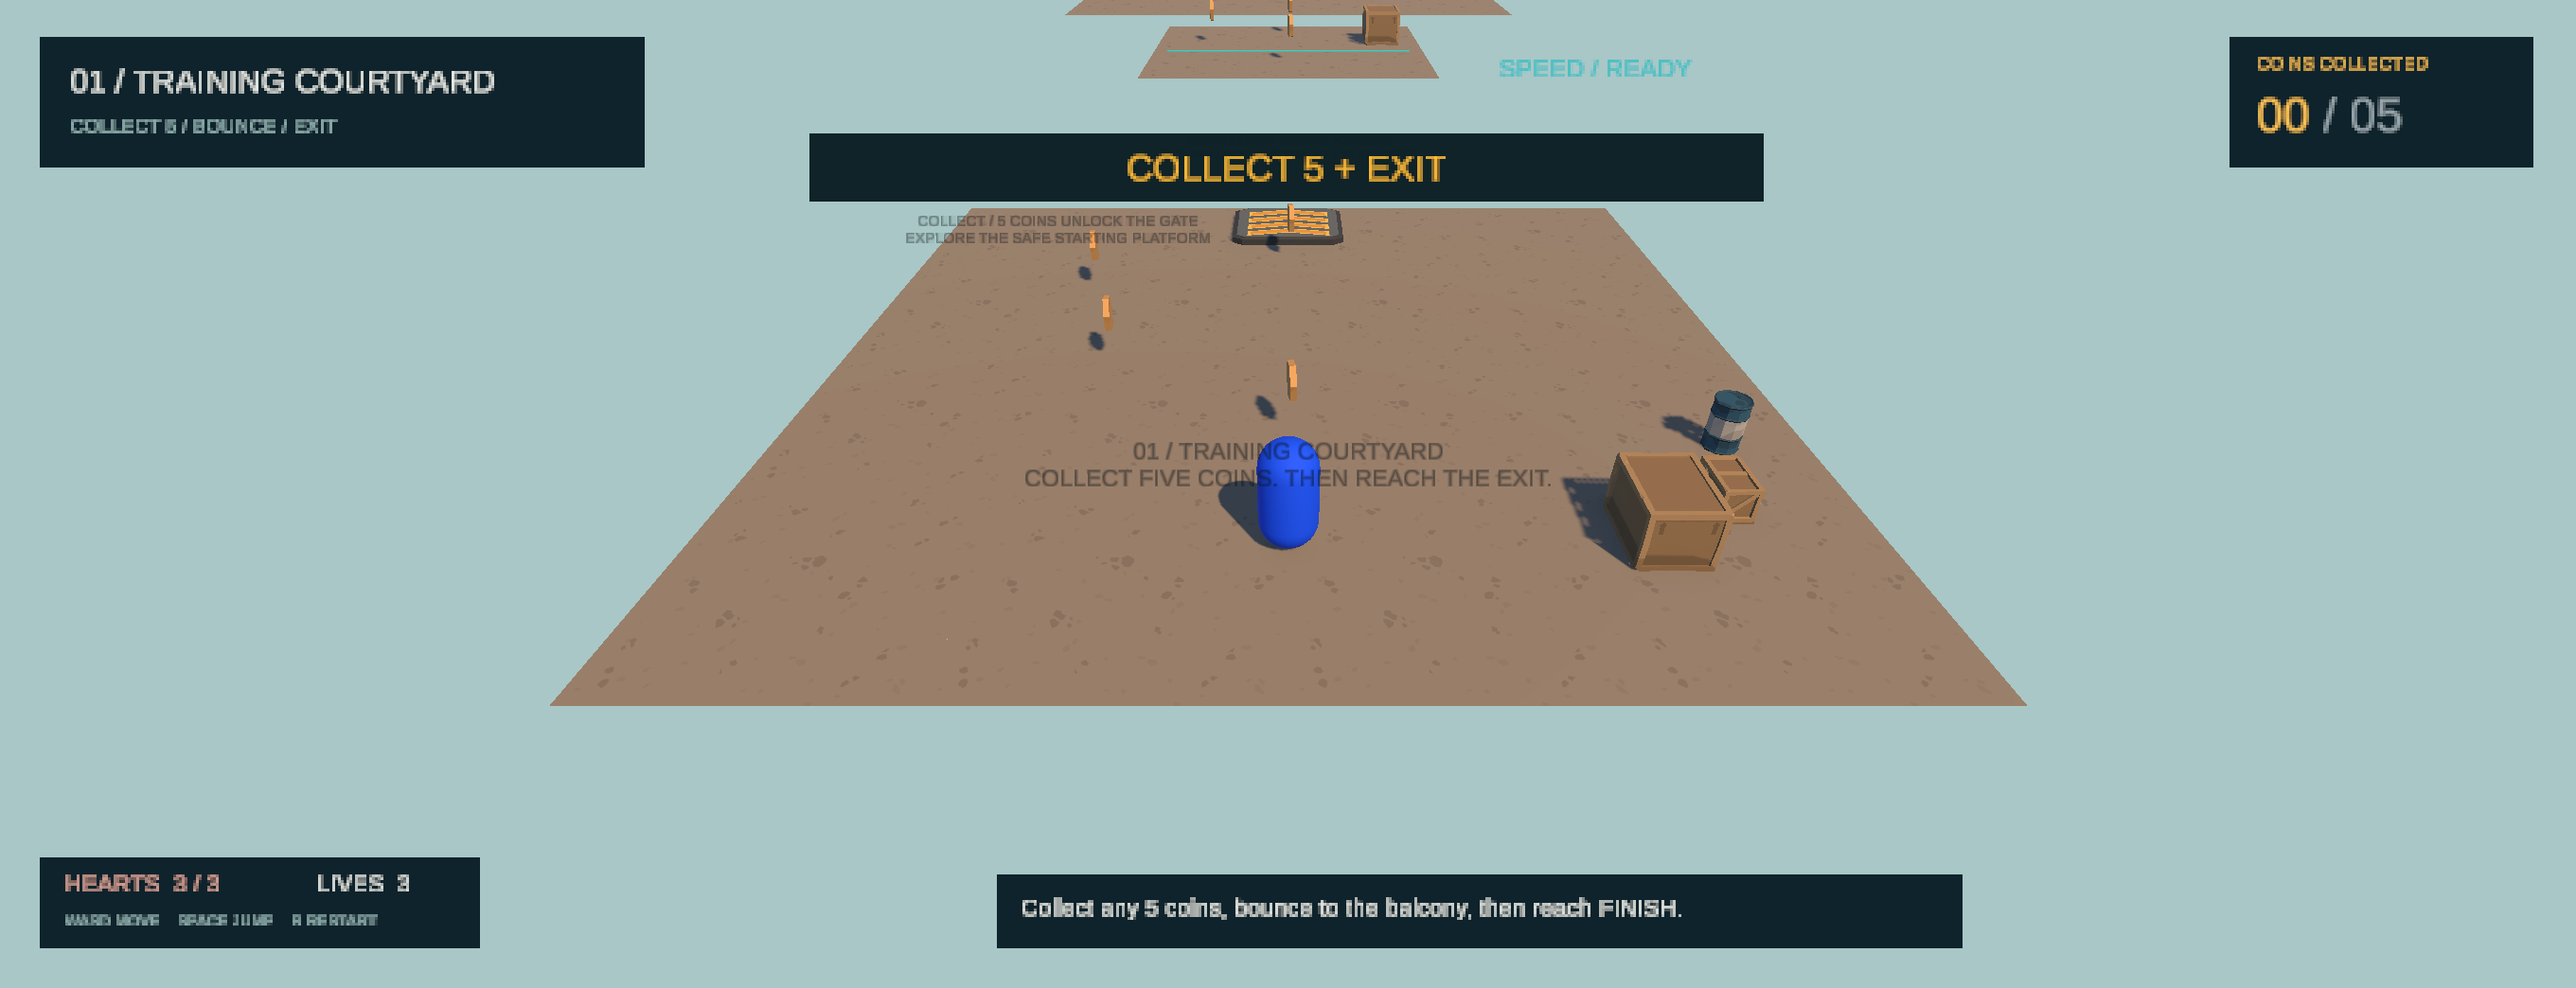 01 / TRAINING COURTYARD
COLLECT 5 / BOUNCE / EXIT
SPEED / READY
COINS COLLECTED
00 / 05
COLLECT 5 + EXIT
COLLECT / 5 COINS UNLOCK THE GATE
EXPLORE THE SAFE STARTING PLATFORM
01 / TRAINING COURTYARD
COLLECT FIVE COINS. THEN REACH THE EXIT.
HEARTS 3 / 3 LIVES 3
WASD MOVE SPACE JUMP R RESTART
Collect any 5 coins, bounce to the balcony, then reach FINISH.